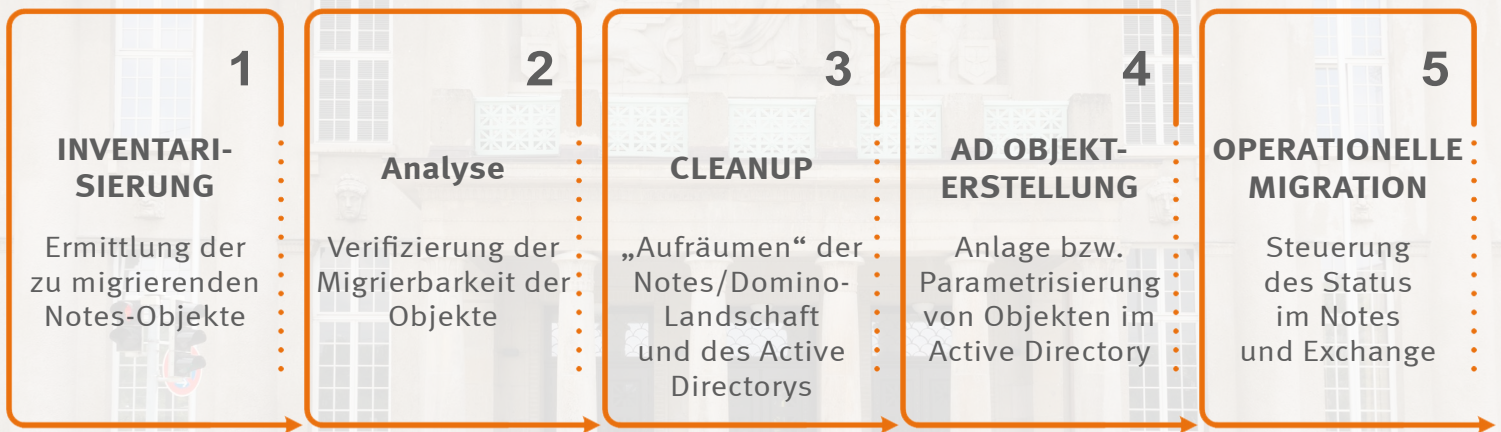 1
INVENTARI-
SIERUNG
Ermittlung der
zu migrierenden
Notes-Objekte
2
Analyse
Verifizierung der
Migrierbarkeit der
Objekte
3
CLEANUP
„Aufräumen“ der
Notes/Domino-
Landschaft
und des Active
Directorys
4
AD OBJEKT-
ERSTELLUNG
Anlage bzw.
Parametrisierung
von Objekten im
Active Directory
5
OPERATIONELLE
MIGRATION
Steuerung
des Status
im Notes
und Exchange